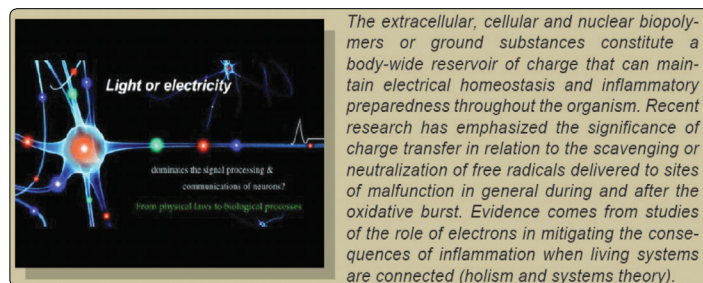 Light or electricity
dominates the signal processing &
communications of neurons?
From physical laws to biological processes
The extracellular, cellular and nuclear biopoly-
mers or ground substances constitute a
body-wide reservoir of charge that can main-
tain electrical homeostasis and inflammatory
preparedness throughout the organism. Recent
research has emphasized the significance of
charge transfer in relation to the scavenging or
neutralization of free radicals delivered to sites
of malfunction in general during and after the
oxidative burst. Evidence comes from studies
of the role of electrons in mitigating the conse-
quences of inflammation when living systems
are connected (holism and systems theory).